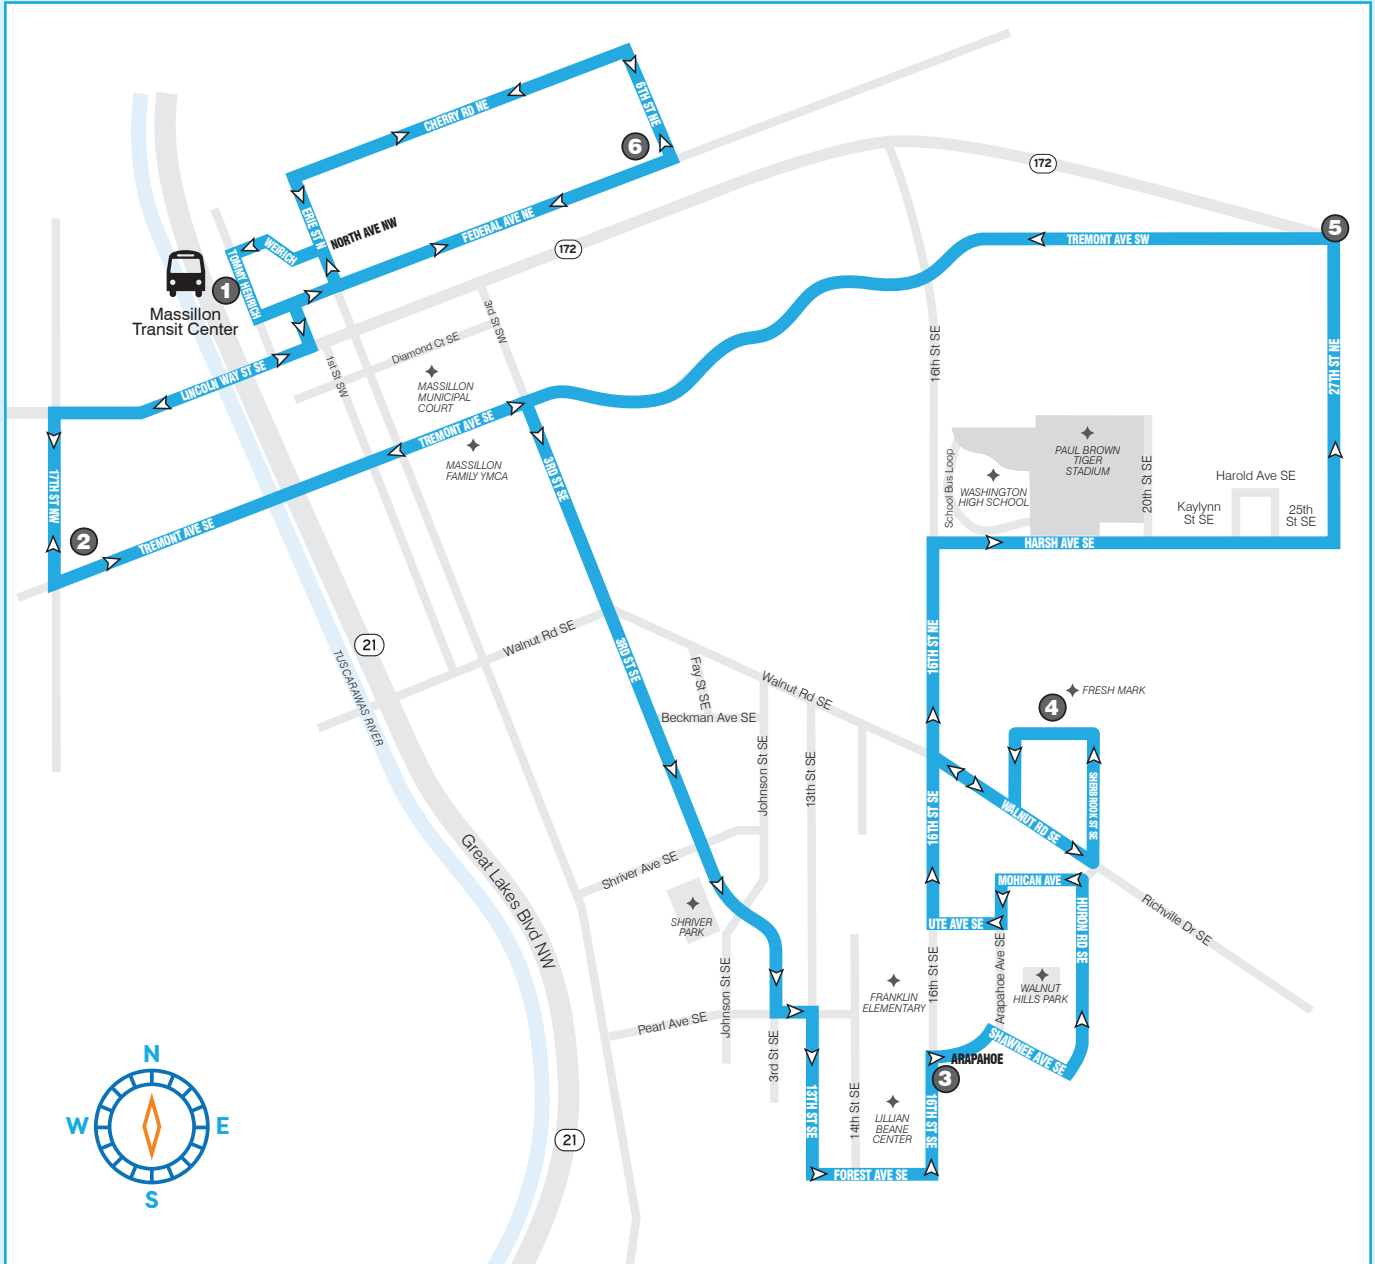 6TH ST NE
CHERRY RD NE
6
172
ERIE ST N
NORTH AVE NW
FEDERAL AVE NE
172
5
TREMONT AVE SW
WEIRICH
TOMMY HENRICH
1
Massillon
Transit Center
3rd St SW
Diamond Ct SE
1st St SW
16th St SE
27TH ST NE
LINCOLN WAY ST SE
MASSILLON
MUNICIPAL
COURT
TREMONT AVE SE
MASSILLON
FAMILY YMCA
3RD ST SE
17TH ST NW
2
TREMONT AVE SE
PAUL BROWN
TIGER
STADIUM
School Bus Loop
WASHINGTON
HIGH SCHOOL
20th St SE
Harold Ave SE
Kaylynn
St SE
25th
St SE
HARSH AVE SE
21
TUSCARAWAS RIVER
Walnut Rd SE
3RD ST SE
Fay St SE
Walnut Rd SE
Beckman Ave SE
Johnson St SE
13th St SE
16TH ST NE
FRESH MARK
4
SHERBROOK ST SE
WALNUT RD SE
16TH ST SE
Great Lakes Blvd NW
Shriver Ave SE
SHRIVER
PARK
MOHICAN AVE
UTE AVE SE
HURON RD SE
Richville Dr SE
Johnson St SE
16th St SE
Arapahoe Ave SE
FRANKLIN
ELEMENTARY
WALNUT
HILLS PARK
Pearl Ave SE
3rd St SE
SHAWNEE AVE SE
ARAPAHOE
3
13TH ST SE
14th St SE
LILLIAN
BEANE
CENTER
16TH ST SE
FOREST AVE SE
21
N
W
E
S